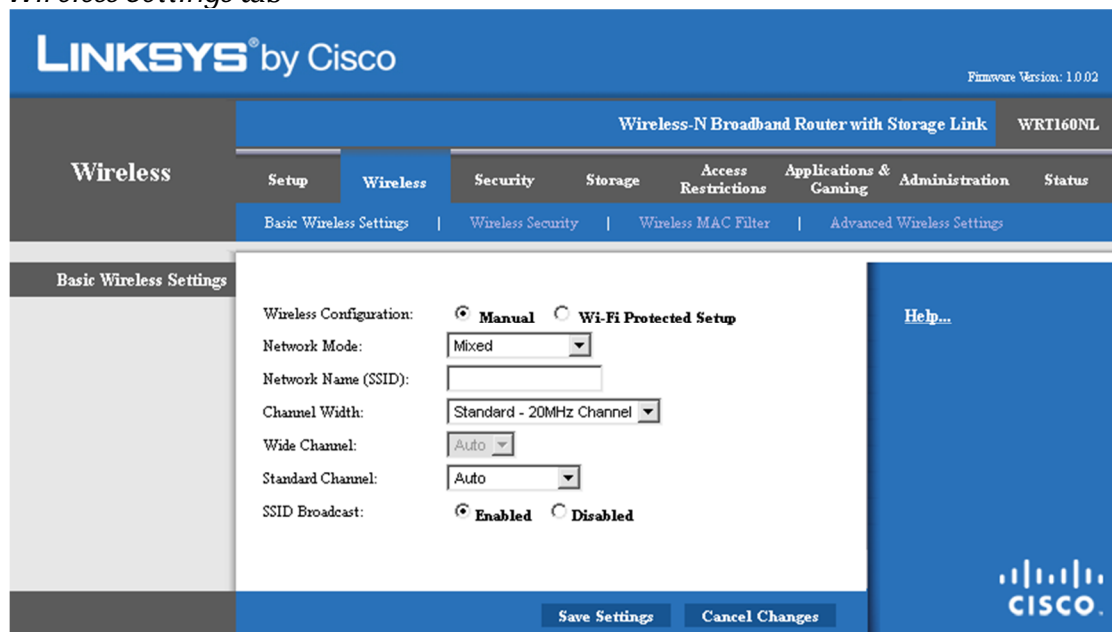 Wireless Settings tab
LINKSYS® by Cisco
Firmware Version: 1.0.02
Wireless-N Broadband Router with Storage Link WRT160NL
Wireless
Setup Wireless Security Storage Access Restrictions Applications & Gaming Administration Status
Basic Wireless Settings | Wireless Security | Wireless MAC Filter | Advanced Wireless Settings
Basic Wireless Settings
Wireless Configuration: Manual Wi-Fi Protected Setup
Help...
Network Mode: Mixed
Network Name (SSID):
Channel Width: Standard - 20MHz Channel
Wide Channel: Auto
Standard Channel: Auto
SSID Broadcast: Enabled Disabled
Save Settings Cancel Changes
CISCO.